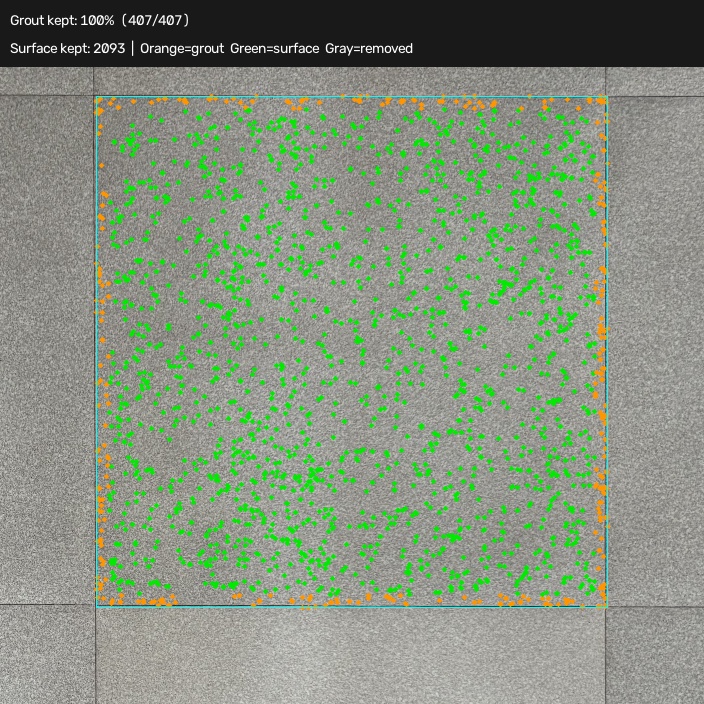 Grout kept: 100% (407/407)
Surface kept: 2093 | Orange=grout Green=surface Gray=removed